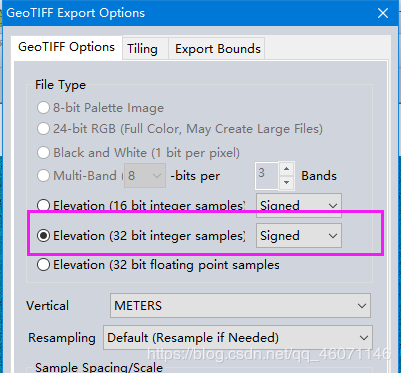 GeoTIFF Export Options
GeoTIFF Options Tiling Export Bounds
File Type
8-bit Palette Image
24-bit RGB (Full Color, May Create Large Files)
Black and White (1 bit per pixel)
Multi-Band ( 8 -bits per 3 Bands
Elevation (16 bit integer samples) Signed
Elevation (32 bit integer samples) Signed
Elevation (32 bit floating point samples
Vertical METERS
Resampling Default (Resample if Needed)
Sample Spacing/Scale
https://blog.csdn.net/qq_46071146